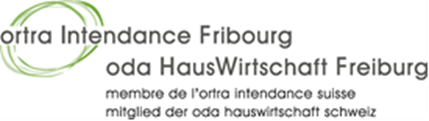 ortra Intendance Fribourg
oda HausWirtschaft Freiburg
membre de l'ortra intendance suisse
mitglied der oda hauswirtschaft schweiz